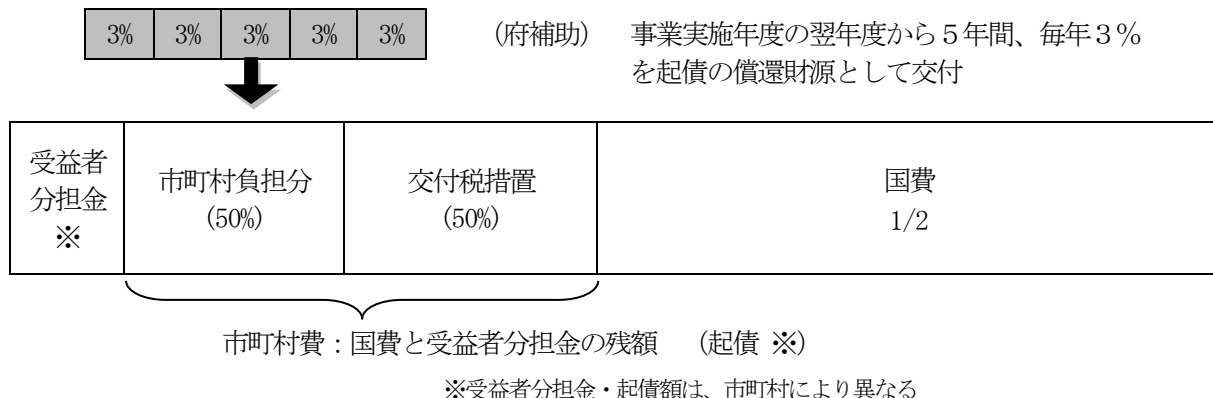 3% 3% 3% 3% 3% （府補助） 事業実施年度の翌年度から５年間、毎年３％
を起債の償還財源として交付
受益者
分担金
※
市町村負担分
(50%)
交付税措置
(50%)
国費
1/2
市町村費：国費と受益者分担金の残額 （起債 ※）
※受益者分担金・起債額は、市町村により異なる